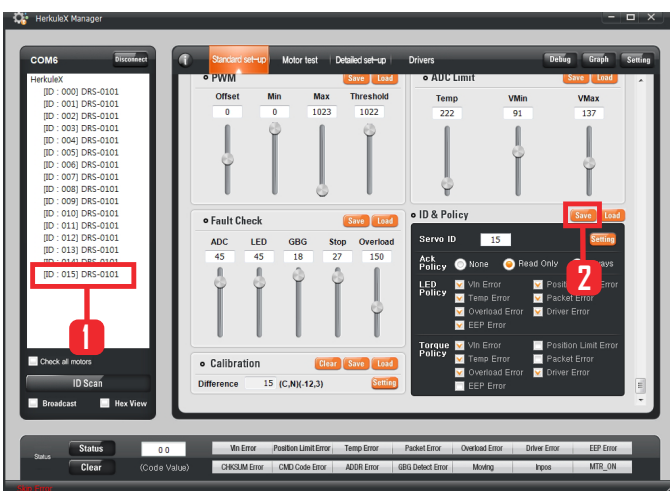 HerkuleX Manager
COM6
Disconnect
HerkuleX
[ID : 000] DRS-0101
[ID : 001] DRS-0101
[ID : 002] DRS-0101
[ID : 003] DRS-0101
[ID : 004] DRS-0101
[ID : 005] DRS-0101
[ID : 006] DRS-0101
[ID : 007] DRS-0101
[ID : 008] DRS-0101
[ID : 009] DRS-0101
[ID : 010] DRS-0101
[ID : 011] DRS-0101
[ID : 012] DRS-0101
[ID : 013] DRS-0101
[ID : 014] DRS-0101
[ID : 015] DRS-0101
1
Check all motors
ID Scan
Broadcast Hex View
Standard set-up Motor test Detailed set-up Drivers Debug Graph Setting
PWM Save Load
Offset Min Max Threshold
0 0 1023 1022
ADC Limit Save Load
Temp VMin VMax
222 91 137
Fault Check Save Load
ADC LED GBG Stop Overload
45 45 18 27 150
Calibration Clear Save Load
Difference 15 (C,N)(-12,3) Setting
ID & Policy Save Load
2
Servo ID 15 Setting
Ack Policy None Read Only
LED Policy
VIn Error
Temp Error Packet Error
Overload Error Driver Error
EEP Error
Torque Policy
VIn Error Position Limit Error
Temp Error Packet Error
Overload Error Driver Error
EEP Error
Status Status 0 0 VIn Error Position Limit Error Temp Error Packet Error Overload Error Driver Error EEP Error
Clear (Code Value) CHKSUM Error CMD Code Error ADDR Error GBG Detect Error Moving Inpos MTR_ON